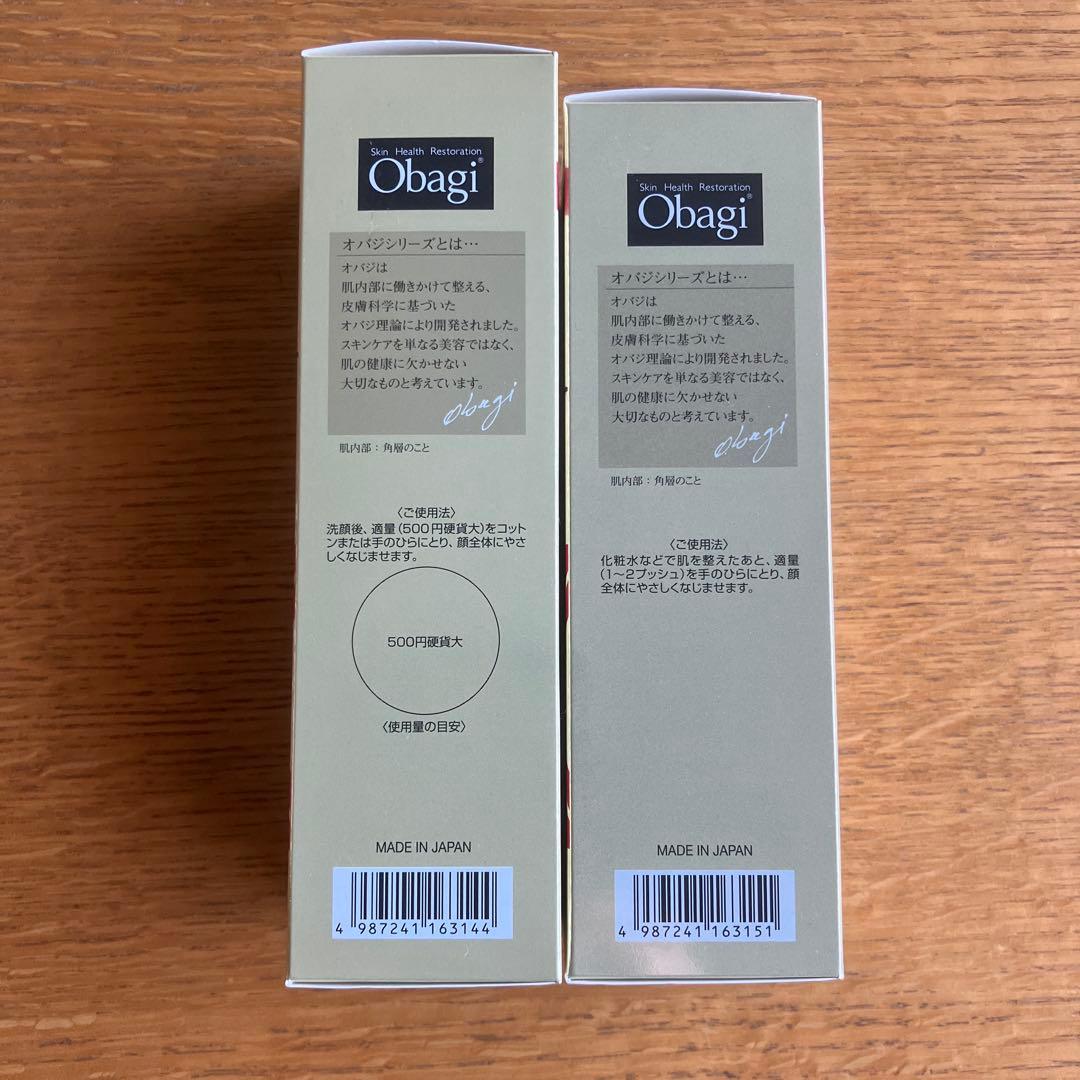 Skin Health Restoration
Obagi®
オバジシリーズとは…
オバジは
肌内部に働きかけて整える、
皮膚科学に基づいた
オバジ理論により開発されました。
スキンケアを単なる美容ではなく、
肌の健康に欠かせない
大切なものと考えています。
Obagi
肌内部：角層のこと
〈ご使用法〉
洗顔後、適量（500円硬貨大）をコット
ンまたは手のひらにとり、顔全体にやさ
しくなじませます。
500円硬貨大
〈使用量の目安〉
MADE IN JAPAN
4 987241 163144
Skin Health Restoration
Obagi®
オバジシリーズとは…
オバジは
肌内部に働きかけて整える、
皮膚科学に基づいた
オバジ理論により開発されました。
スキンケアを単なる美容ではなく、
肌の健康に欠かせない
大切なものと考えています。
Obagi
肌内部：角層のこと
〈ご使用法〉
化粧水などで肌を整えたあと、適量
（1〜2プッシュ）を手のひらにとり、顔
全体にやさしくなじませます。
MADE IN JAPAN
4 987241 163151